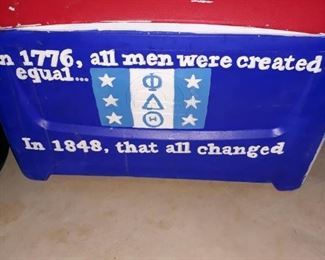 n 1776, all men were created
equal...
Φ
Δ
Θ
In 1848, that all changed